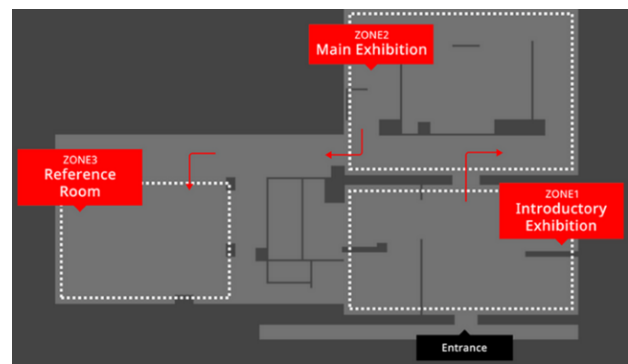 ZONE2
Main Exhibition
ZONE3
Reference
Room
ZONE1
Introductory
Exhibition
Entrance